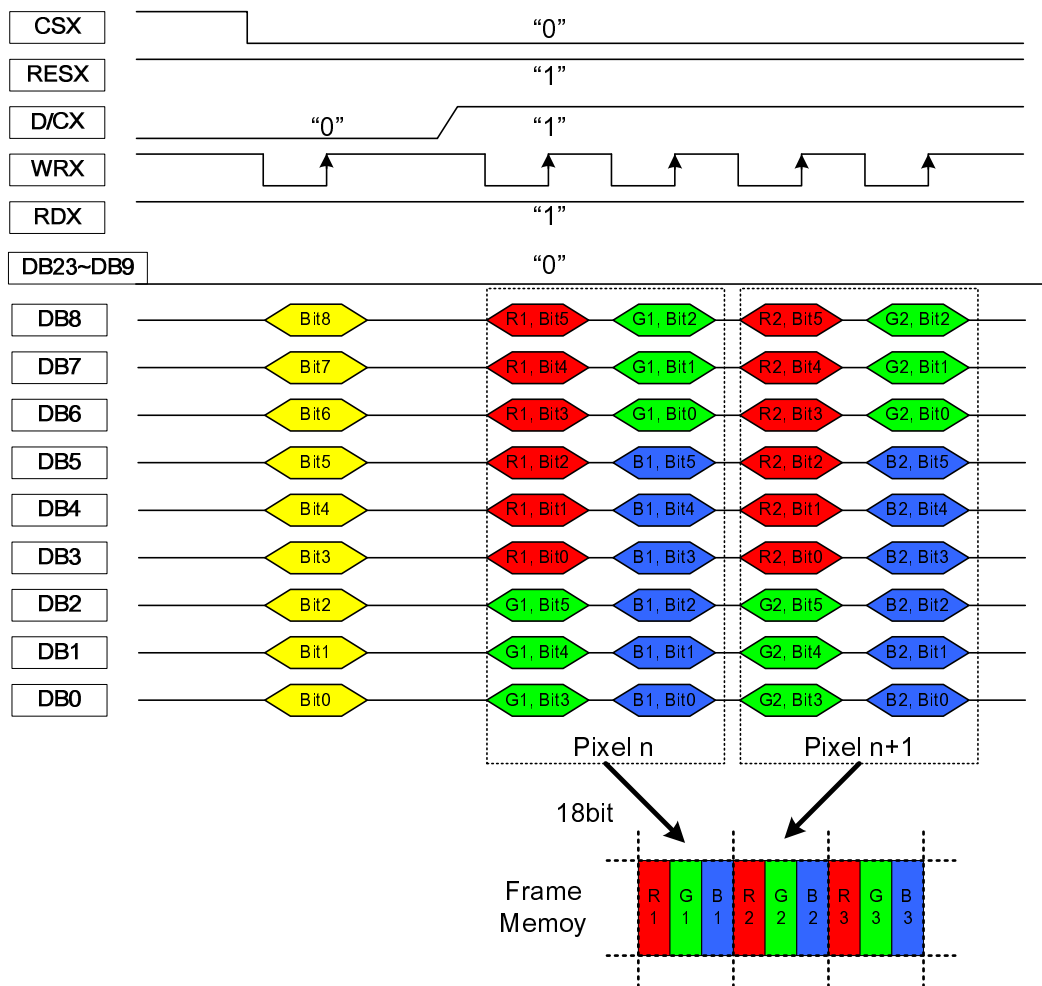 CSX “0”
RESX “1”
D/CX “0” “1”
WRX
RDX “1”
DB23~DB9 “0”
DB8 Bit8 R1, Bit5 G1, Bit2 R2, Bit5 G2, Bit2
DB7 Bit7 R1, Bit4 G1, Bit1 R2, Bit4 G2, Bit1
DB6 Bit6 R1, Bit3 G1, Bit0 R2, Bit3 G2, Bit0
DB5 Bit5 R1, Bit2 B1, Bit5 R2, Bit2 B2, Bit5
DB4 Bit4 R1, Bit1 B1, Bit4 R2, Bit1 B2, Bit4
DB3 Bit3 R1, Bit0 B1, Bit3 R2, Bit0 B2, Bit3
DB2 Bit2 G1, Bit5 B1, Bit2 G2, Bit5 B2, Bit2
DB1 Bit1 G1, Bit4 B1, Bit1 G2, Bit4 B2, Bit1
DB0 Bit0 G1, Bit3 B1, Bit0 G2, Bit3 B2, Bit0
Pixel n Pixel n+1
18bit
Frame
Memoy
R G B R G B R G B
1 1 1 2 2 2 3 3 3